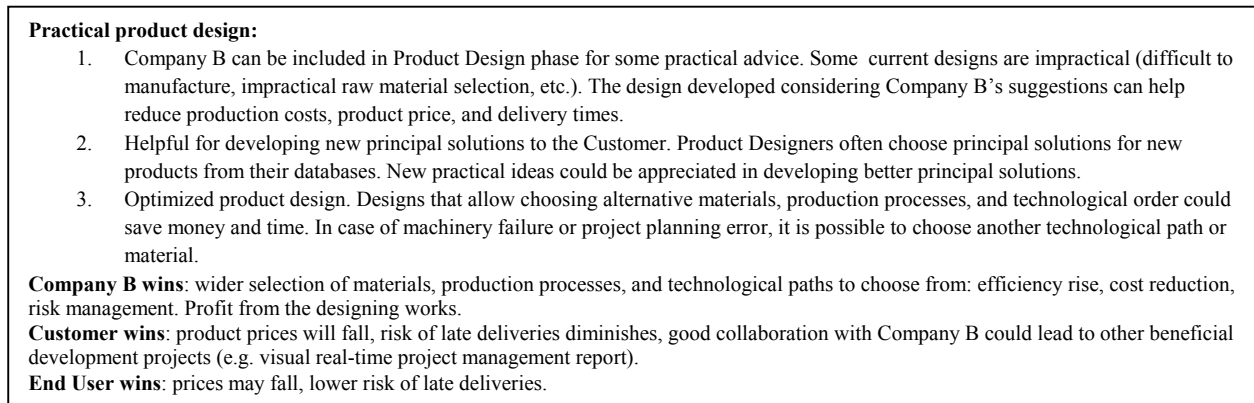 Practical product design:
1. Company B can be included in Product Design phase for some practical advice. Some current designs are impractical (difficult to
manufacture, impractical raw material selection, etc.). The design developed considering Company B’s suggestions can help
reduce production costs, product price, and delivery times.
2. Helpful for developing new principal solutions to the Customer. Product Designers often choose principal solutions for new
products from their databases. New practical ideas could be appreciated in developing better principal solutions.
3. Optimized product design. Designs that allow choosing alternative materials, production processes, and technological order could
save money and time. In case of machinery failure or project planning error, it is possible to choose another technological path or
material.
Company B wins: wider selection of materials, production processes, and technological paths to choose from: efficiency rise, cost reduction,
risk management. Profit from the designing works.
Customer wins: product prices will fall, risk of late deliveries diminishes, good collaboration with Company B could lead to other beneficial
development projects (e.g. visual real-time project management report).
End User wins: prices may fall, lower risk of late deliveries.